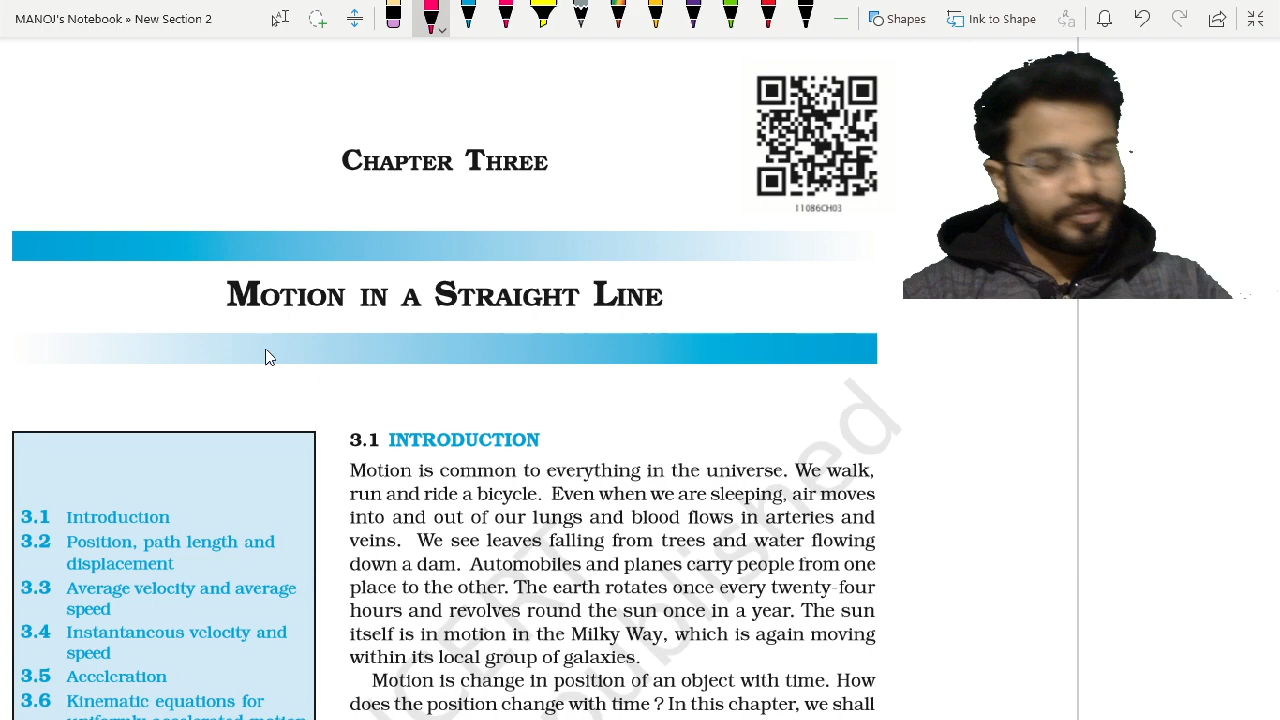 MANOJ's Notebook » New Section 2
Shapes
Ink to Shape
CHAPTER THREE
11086CH03
MOTION IN A STRAIGHT LINE
3.1 Introduction
3.2 Position, path length and
displacement
3.3 Average velocity and average
speed
3.4 Instantaneous velocity and
speed
3.5 Acceleration
3.6 Kinematic equations for
uniformly accelerated motion
3.1 INTRODUCTION
Motion is common to everything in the universe. We walk,
run and ride a bicycle. Even when we are sleeping, air moves
into and out of our lungs and blood flows in arteries and
veins. We see leaves falling from trees and water flowing
down a dam. Automobiles and planes carry people from one
place to the other. The earth rotates once every twenty-four
hours and revolves round the sun once in a year. The sun
itself is in motion in the Milky Way, which is again moving
within its local group of galaxies.
Motion is change in position of an object with time. How
does the position change with time ? In this chapter, we shall
NCERT
published